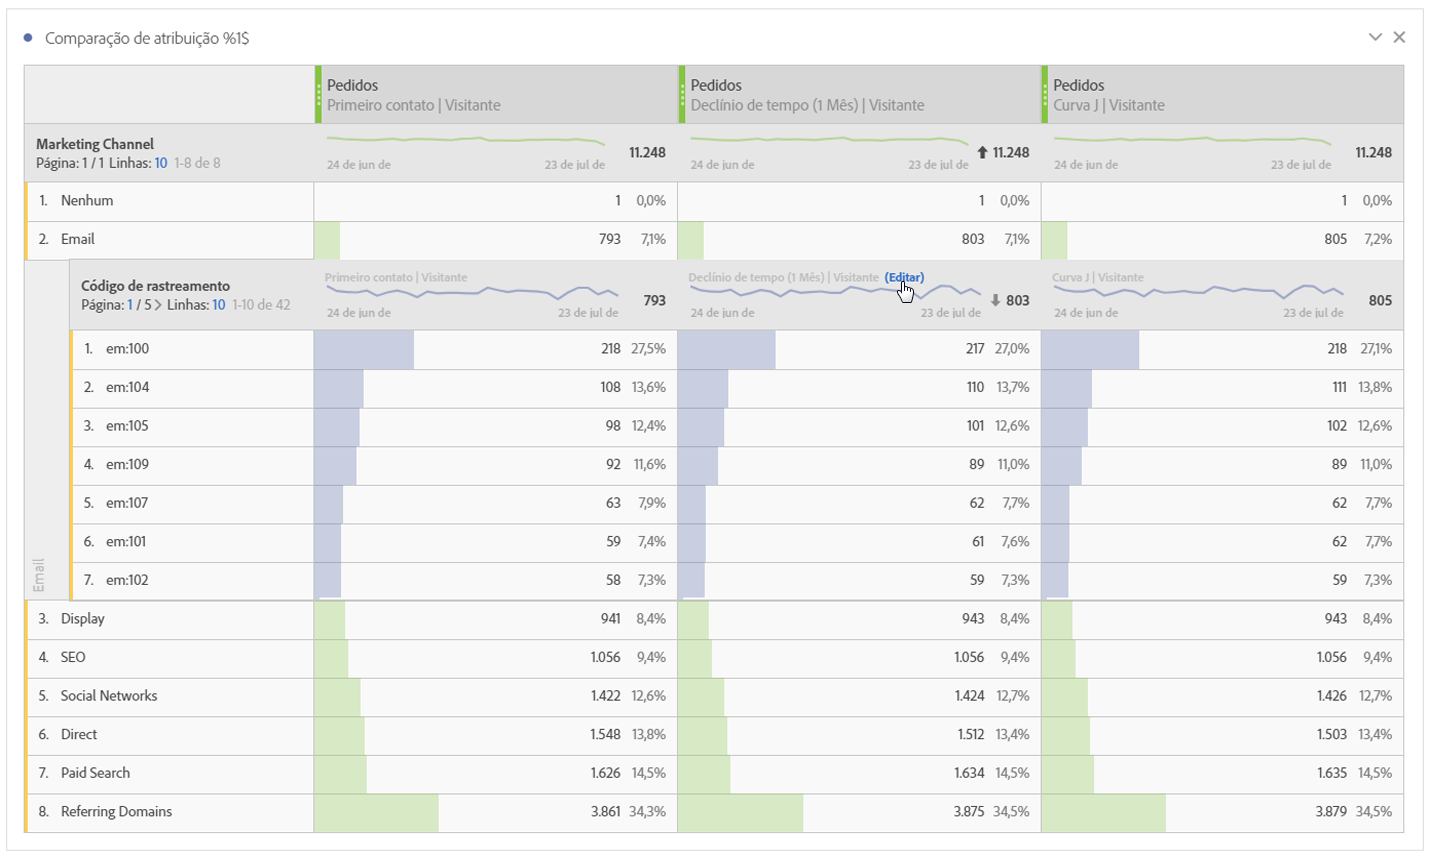 Comparação de atribuição %1$
Pedidos
Primeiro contato | Visitante
Pedidos
Declínio de tempo (1 Mês) | Visitante
Pedidos
Curva J | Visitante
Marketing Channel
Página: 1 / 1 Linhas: 10 1-8 de 8
24 de jun de 23 de jul de 11.248
24 de jun de 23 de jul de 11.248
24 de jun de 23 de jul de 11.248
1. Nenhum 1 0,0% 1 0,0% 1 0,0%
2. Email 793 7,1% 803 7,1% 805 7,2%
Email
Código de rastreamento
Página: 1 / 5 Linhas: 10 1-10 de 42
Primeiro contato | Visitante
24 de jun de 23 de jul de 793
Declínio de tempo (1 Mês) | Visitante (Editar)
24 de jun de 23 de jul de 803
Curva J | Visitante
24 de jun de 23 de jul de 805
1. em:100 218 27,5% 217 27,0% 218 27,1%
2. em:104 108 13,6% 110 13,7% 111 13,8%
3. em:105 98 12,4% 101 12,6% 102 12,6%
4. em:109 92 11,6% 89 11,0% 89 11,0%
5. em:107 63 7,9% 62 7,7% 62 7,7%
6. em:101 59 7,4% 61 7,6% 62 7,7%
7. em:102 58 7,3% 59 7,3% 59 7,3%
3. Display 941 8,4% 943 8,4% 943 8,4%
4. SEO 1.056 9,4% 1.056 9,4% 1.056 9,4%
5. Social Networks 1.422 12,6% 1.424 12,7% 1.426 12,7%
6. Direct 1.548 13,8% 1.512 13,4% 1.503 13,4%
7. Paid Search 1.626 14,5% 1.634 14,5% 1.635 14,5%
8. Referring Domains 3.861 34,3% 3.875 34,5% 3.879 34,5%